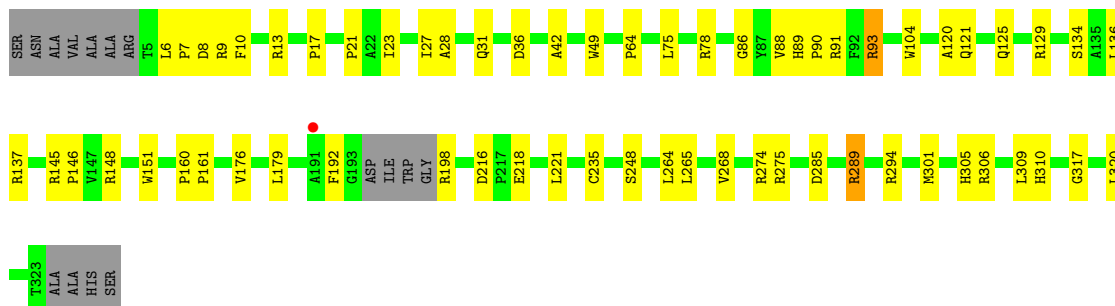 SER ASN ALA VAL ALA ALA ARG T5 L6 P7 D8 R9 F10 R13 P17 P21 A22 I23 I27 A28 Q31 D36 A42 W49 P64 L75 R78 G86 Y87 V88 H89 P90 R91 F92 R93 W104 A120 Q121 Q125 R129 S134 A135 L136
R137 R145 P146 V147 R148 W151 P160 P161 V176 L179 A191 F192 G193 ASP ILE TRP GLY R198 D216 P217 E218 L221 C235 S248 L264 L265 V268 R274 R275 D285 R289 R294 M301 H305 R306 L309 H310 G317 L320
T323 ALA ALA HIS SER